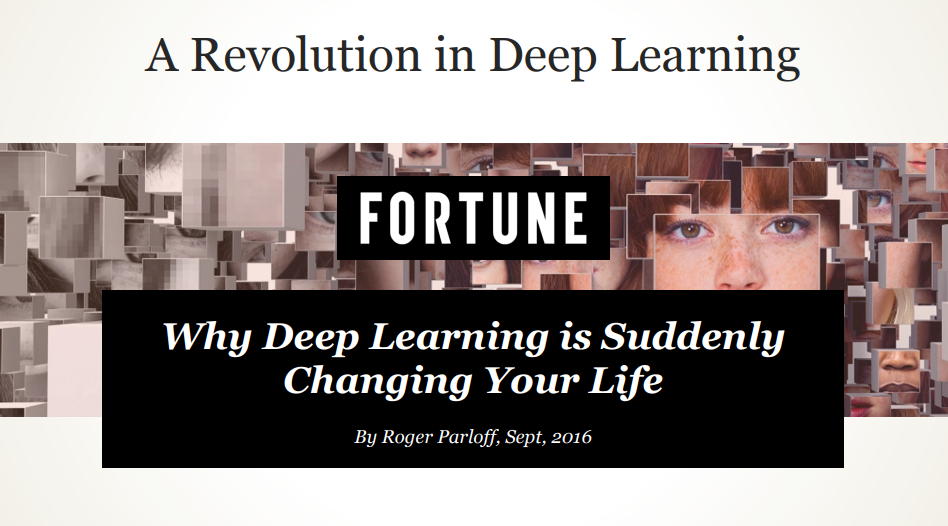 A Revolution in Deep Learning
FORTUNE
Why Deep Learning is Suddenly
Changing Your Life
By Roger Parloff, Sept, 2016